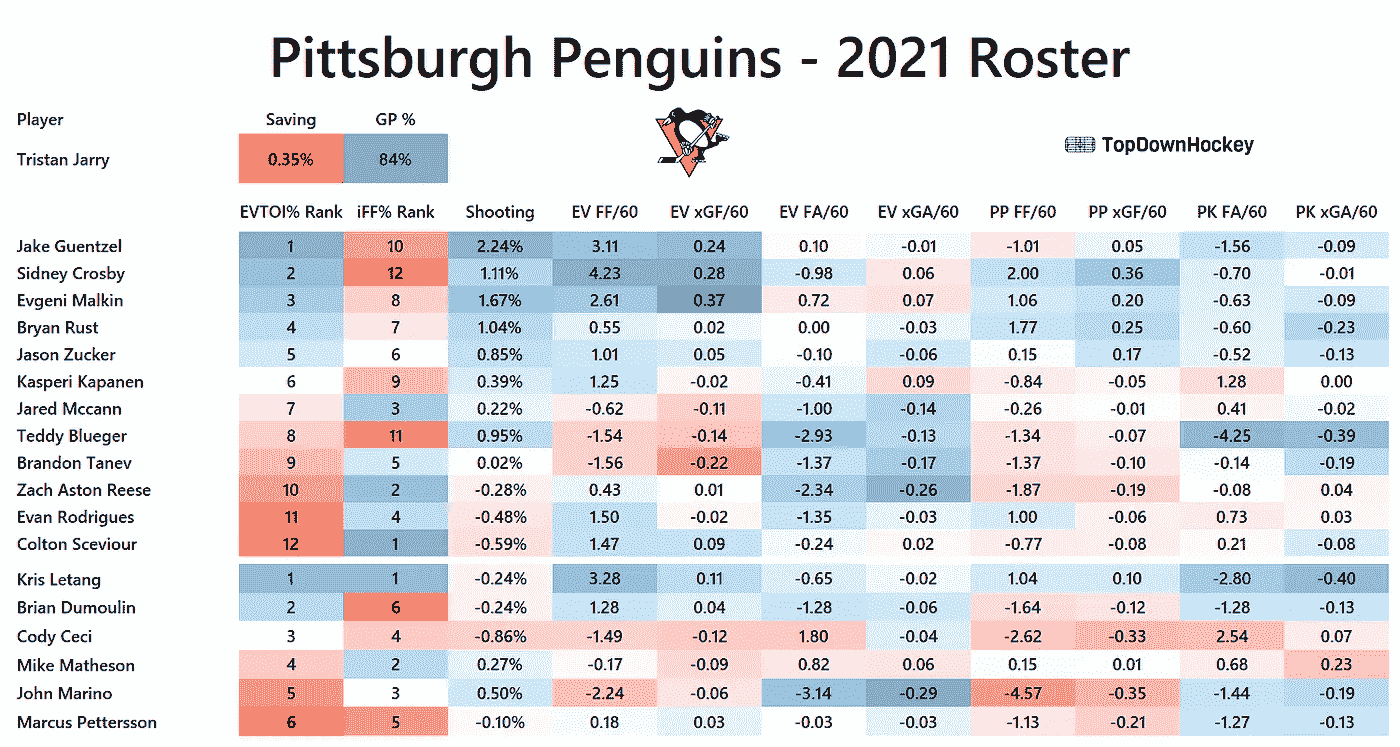 Pittsburgh Penguins - 2021 Roster
Player Saving GP %
TopDownHockey
Tristan Jarry 0.35% 84%
EVTOI% Rank iFF% Rank Shooting EV FF/60 EV xGF/60 EV FA/60 EV xGA/60 PP FF/60 PP xGF/60 PK FA/60 PK xGA/60
Jake Guentzel 1 10 2.24% 3.11 0.24 0.10 -0.01 -1.01 0.05 -1.56 -0.09
Sidney Crosby 2 12 1.11% 4.23 0.28 -0.98 0.06 2.00 0.36 -0.70 -0.01
Evgeni Malkin 3 8 1.67% 2.61 0.37 0.72 0.07 1.06 0.20 -0.63 -0.09
Bryan Rust 4 7 1.04% 0.55 0.02 0.00 -0.03 1.77 0.25 -0.60 -0.23
Jason Zucker 5 6 0.85% 1.01 0.05 -0.10 -0.06 0.15 0.17 -0.52 -0.13
Kasperi Kapanen 6 9 0.39% 1.25 -0.02 -0.41 0.09 -0.84 -0.05 1.28 0.00
Jared Mccann 7 3 0.22% -0.62 -0.11 -1.00 -0.14 -0.26 -0.01 0.41 -0.02
Teddy Blueger 8 11 0.95% -1.54 -0.14 -2.93 -0.13 -1.34 -0.07 -4.25 -0.39
Brandon Tanev 9 5 0.02% -1.56 -0.22 -1.37 -0.17 -1.37 -0.10 -0.14 -0.19
Zach Aston Reese 10 2 -0.28% 0.43 0.01 -2.34 -0.26 -1.87 -0.19 -0.08 0.04
Evan Rodrigues 11 4 -0.48% 1.50 -0.02 -1.35 -0.03 1.00 -0.06 0.73 0.03
Colton Sceviour 12 1 -0.59% 1.47 0.09 -0.24 0.02 -0.77 -0.08 0.21 -0.08
Kris Letang 1 1 -0.24% 3.28 0.11 -0.65 -0.02 1.04 0.10 -2.80 -0.40
Brian Dumoulin 2 6 -0.24% 1.28 0.04 -1.28 -0.06 -1.64 -0.12 -1.28 -0.13
Cody Ceci 3 4 -0.86% -1.49 -0.12 1.80 -0.04 -2.62 -0.33 2.54 0.07
Mike Matheson 4 2 0.27% -0.17 -0.09 0.82 0.06 0.15 0.01 0.68 0.23
John Marino 5 3 0.50% -2.24 -0.06 -3.14 -0.29 -4.57 -0.35 -1.44 -0.19
Marcus Pettersson 6 5 -0.10% 0.18 0.03 -0.03 -0.03 -1.13 -0.21 -1.27 -0.13